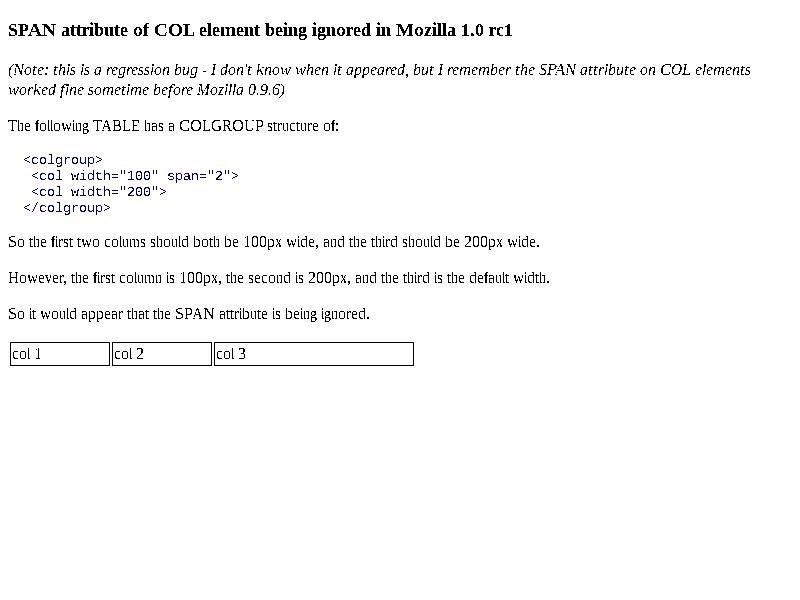 SPAN attribute of COL element being ignored in Mozilla 1.0 rc1
(Note: this is a regression bug - I don't know when it appeared, but I remember the SPAN attribute on COL elements
worked fine sometime before Mozilla 0.9.6)
The following TABLE has a COLGROUP structure of:
<colgroup>
<col width="100" span="2">
<col width="200">
</colgroup>
So the first two colums should both be 100px wide, and the third should be 200px wide.
However, the first column is 100px, the second is 200px, and the third is the default width.
So it would appear that the SPAN attribute is being ignored.
col 1 col 2 col 3